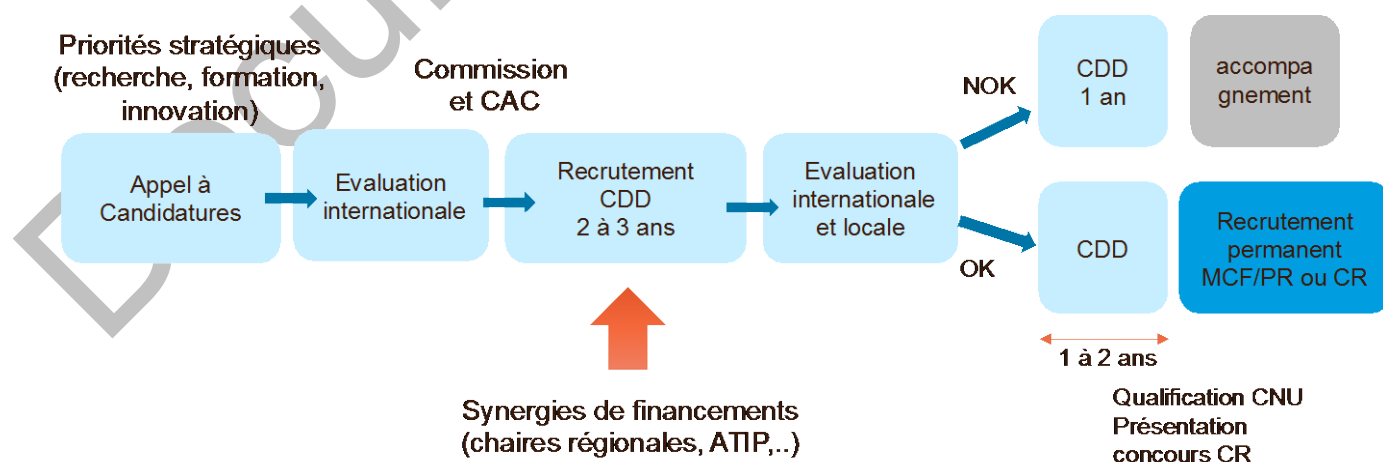 Priorités stratégiques
(recherche, formation,
innovation)
Commission
et CAC
Appel à
Candidatures
Evaluation
internationale
Recrutement
CDD
2 à 3 ans
Evaluation
internationale
et locale
NOK
CDD
1 an
accompa
gnement
OK
CDD
Recrutement
permanent
MCF/PR ou CR
1 à 2 ans
Qualification CNU
Présentation
concours CR
Synergies de financements
(chaires régionales, ATIP,..)